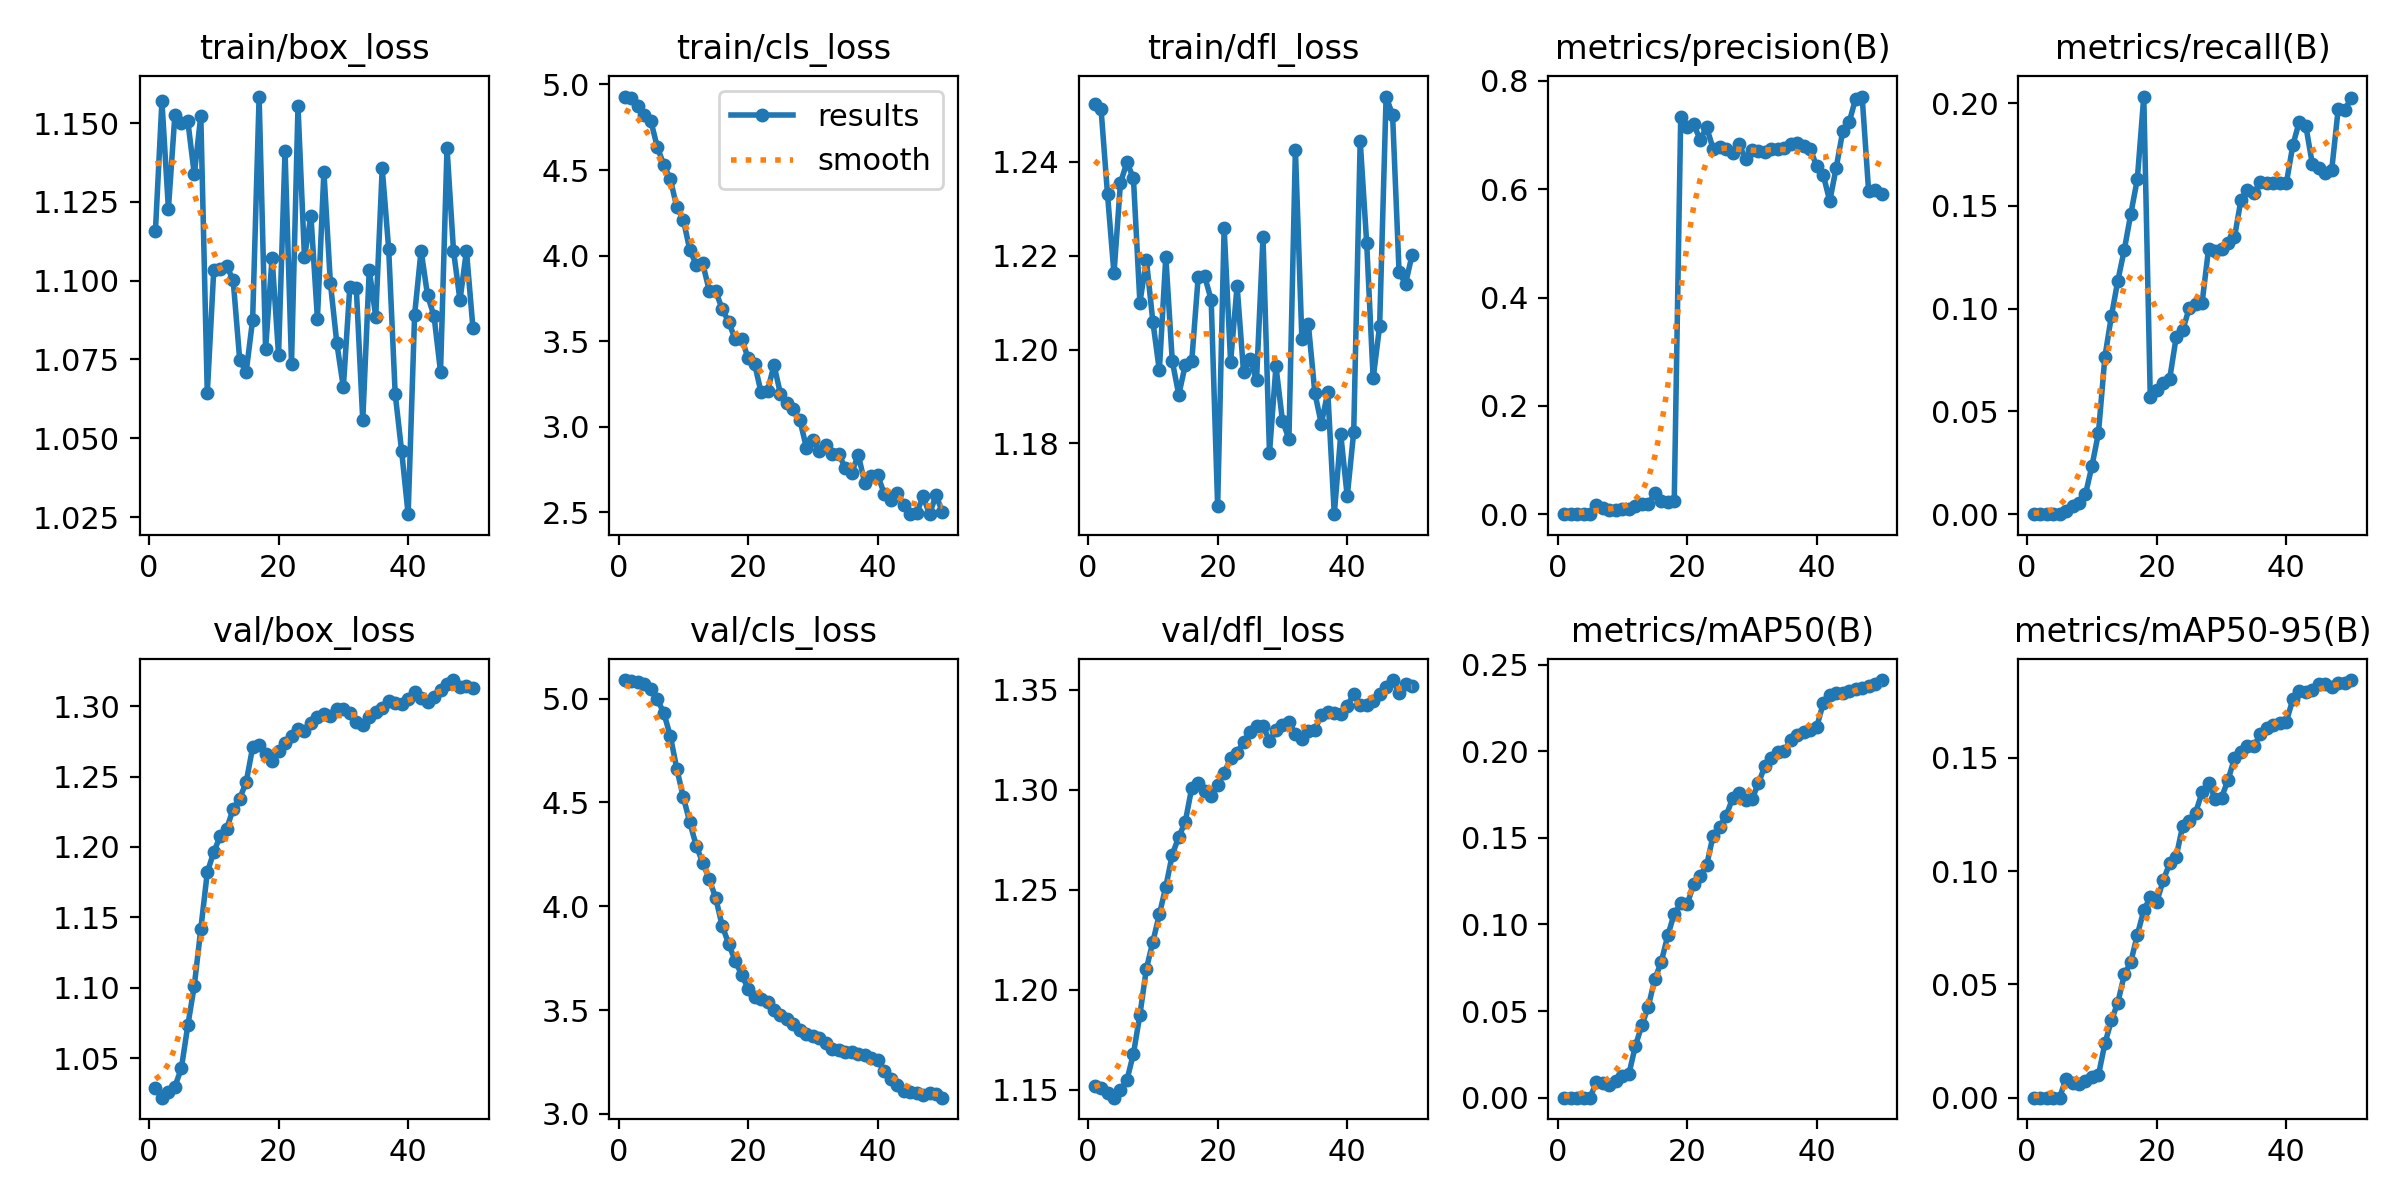 train/box_loss
1.150
1.125
1.100
1.075
1.050
1.025
0 20 40
train/cls_loss
results
smooth
5.0
4.5
4.0
3.5
3.0
2.5
0 20 40
train/dfl_loss
1.24
1.22
1.20
1.18
0 20 40
metrics/precision(B)
0.8
0.6
0.4
0.2
0.0
0 20 40
metrics/recall(B)
0.20
0.15
0.10
0.05
0.00
0 20 40
val/box_loss
1.30
1.25
1.20
1.15
1.10
1.05
0 20 40
val/cls_loss
5.0
4.5
4.0
3.5
3.0
0 20 40
val/dfl_loss
1.35
1.30
1.25
1.20
1.15
0 20 40
metrics/mAP50(B)
0.25
0.20
0.15
0.10
0.05
0.00
0 20 40
metrics/mAP50-95(B)
0.15
0.10
0.05
0.00
0 20 40